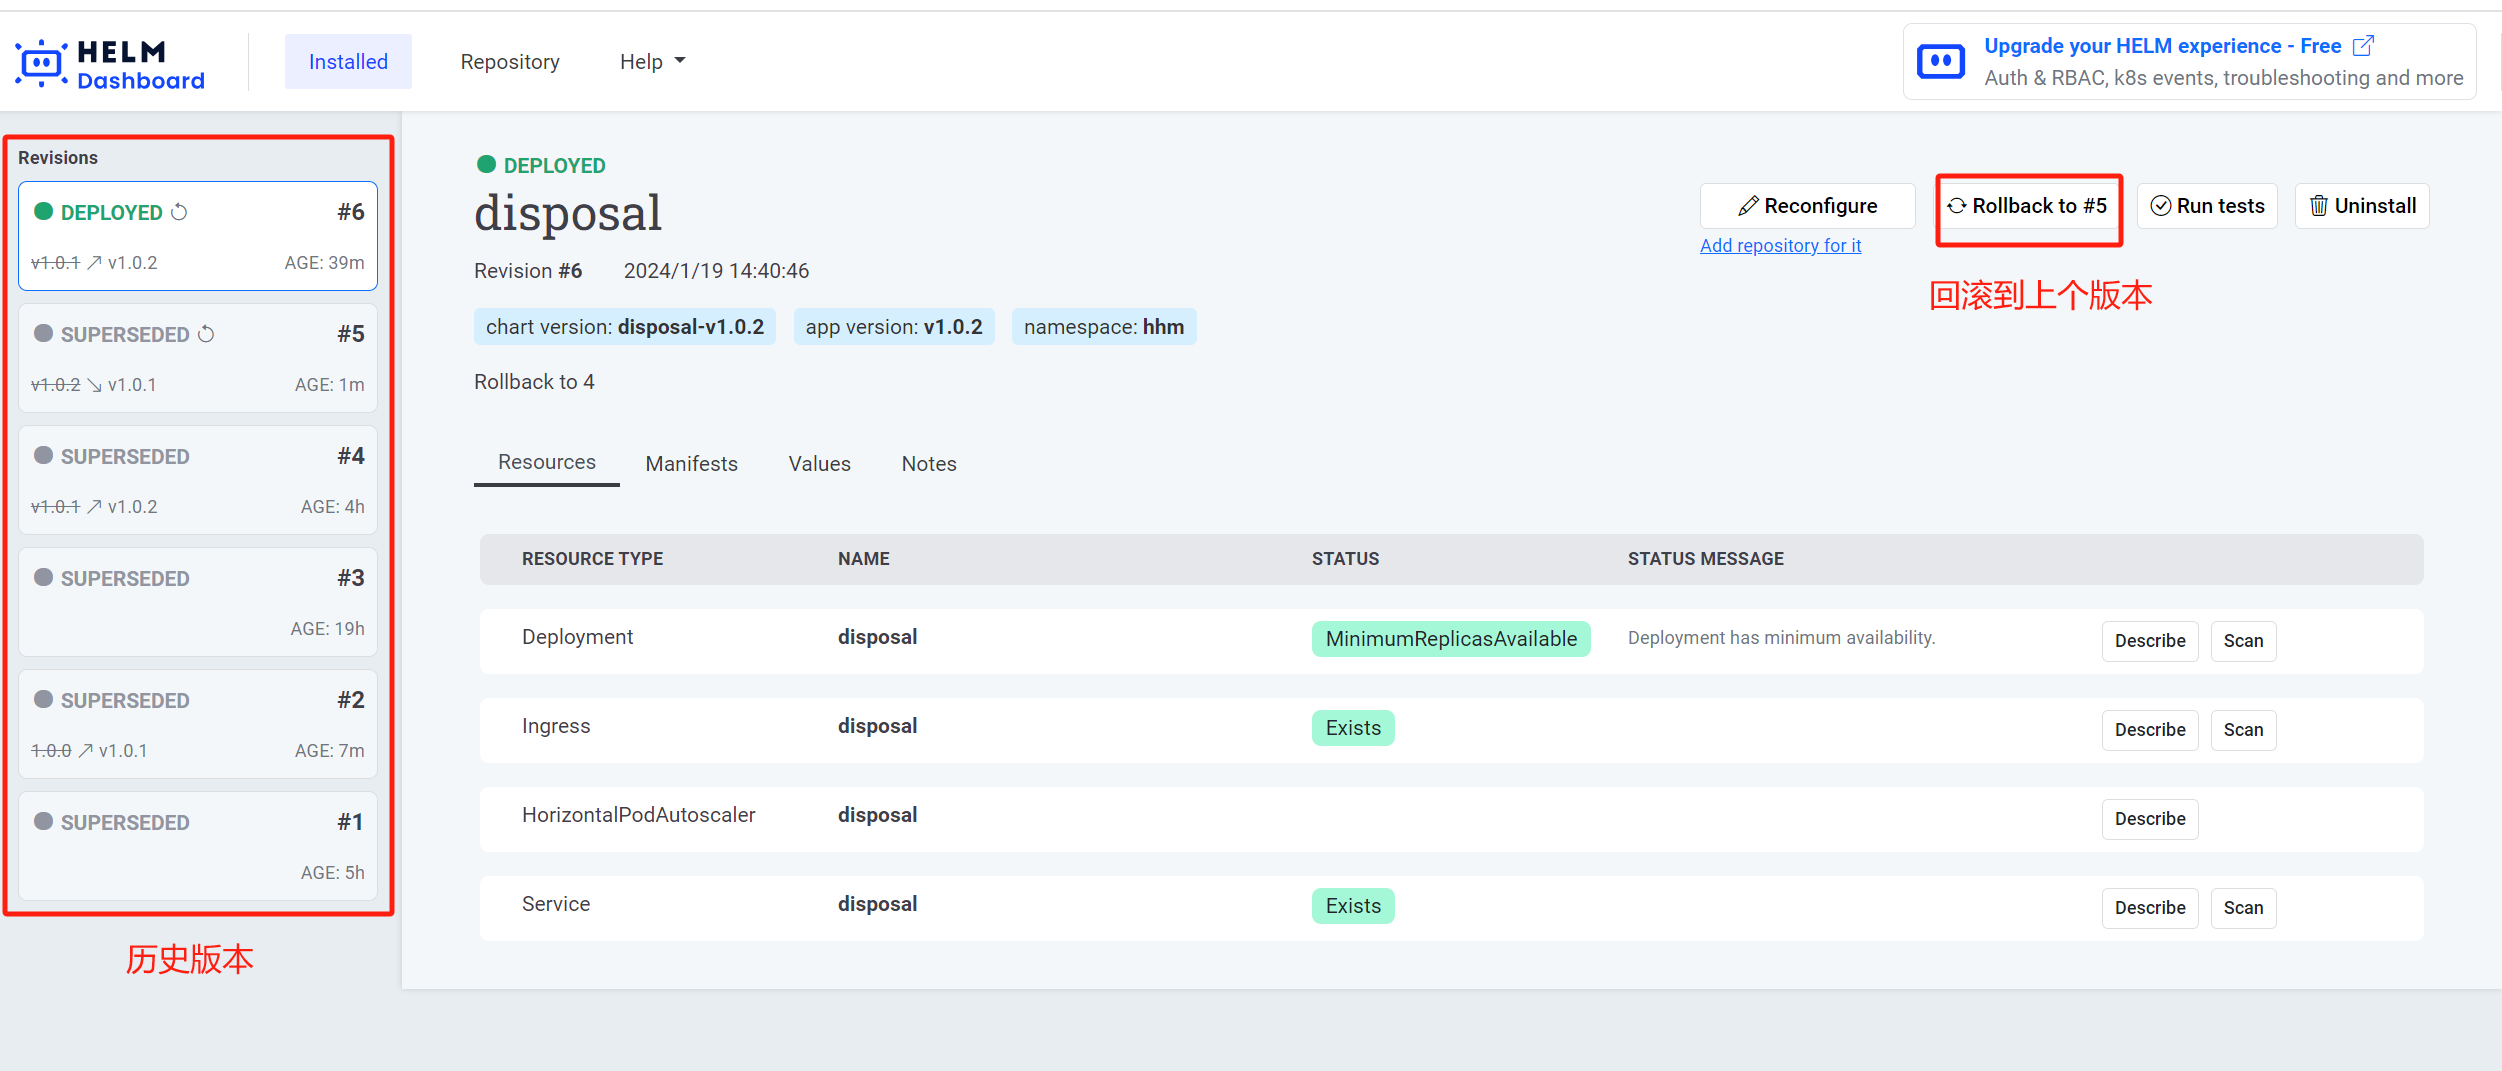 HELM
Dashboard
Installed
Repository
Help
Upgrade your HELM experience - Free
Auth & RBAC, k8s events, troubleshooting and more
Revisions
DEPLOYED #6
v1.0.1 v1.0.2 AGE: 39m
SUPERSEDED #5
v1.0.2 v1.0.1 AGE: 1m
SUPERSEDED #4
v1.0.1 v1.0.2 AGE: 4h
SUPERSEDED #3
AGE: 19h
SUPERSEDED #2
1.0.0 v1.0.1 AGE: 7m
SUPERSEDED #1
AGE: 5h
历史版本
DEPLOYED
disposal
Revision #6 2024/1/19 14:40:46
chart version: disposal-v1.0.2 app version: v1.0.2 namespace: hhm
Rollback to 4
Reconfigure
Add repository for it
Rollback to #5
Run tests
Uninstall
回滚到上个版本
Resources Manifests Values Notes
RESOURCE TYPE NAME STATUS STATUS MESSAGE
Deployment disposal MinimumReplicasAvailable Deployment has minimum availability. Describe Scan
Ingress disposal Exists Describe Scan
HorizontalPodAutoscaler disposal Describe
Service disposal Exists Describe Scan